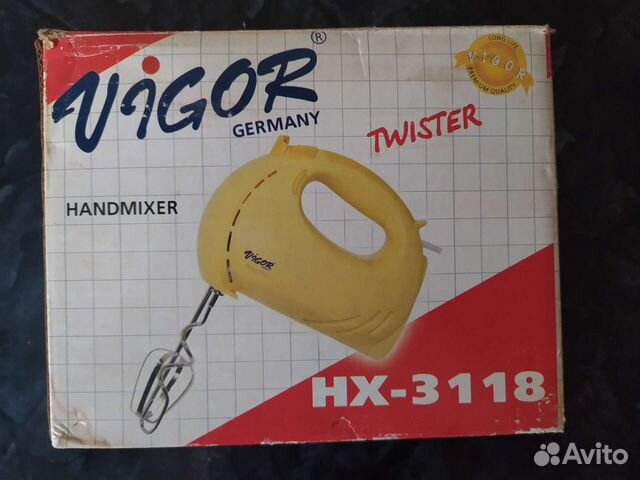 ViGOR®
GERMANY
LONG LIFE
VIGOR
PREMIUM QUALITY
TWISTER
HANDMIXER
ViGOR
HX-3118
Avito